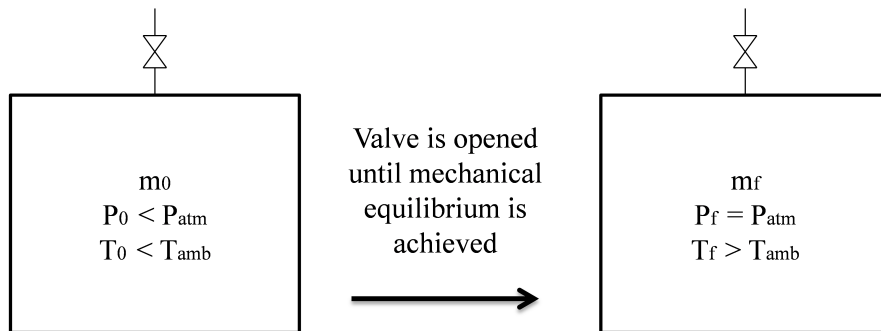 m0
P0 < Patm
T0 < Tamb
Valve is opened
until mechanical
equilibrium is
achieved
mf
Pf = Patm
Tf > Tamb